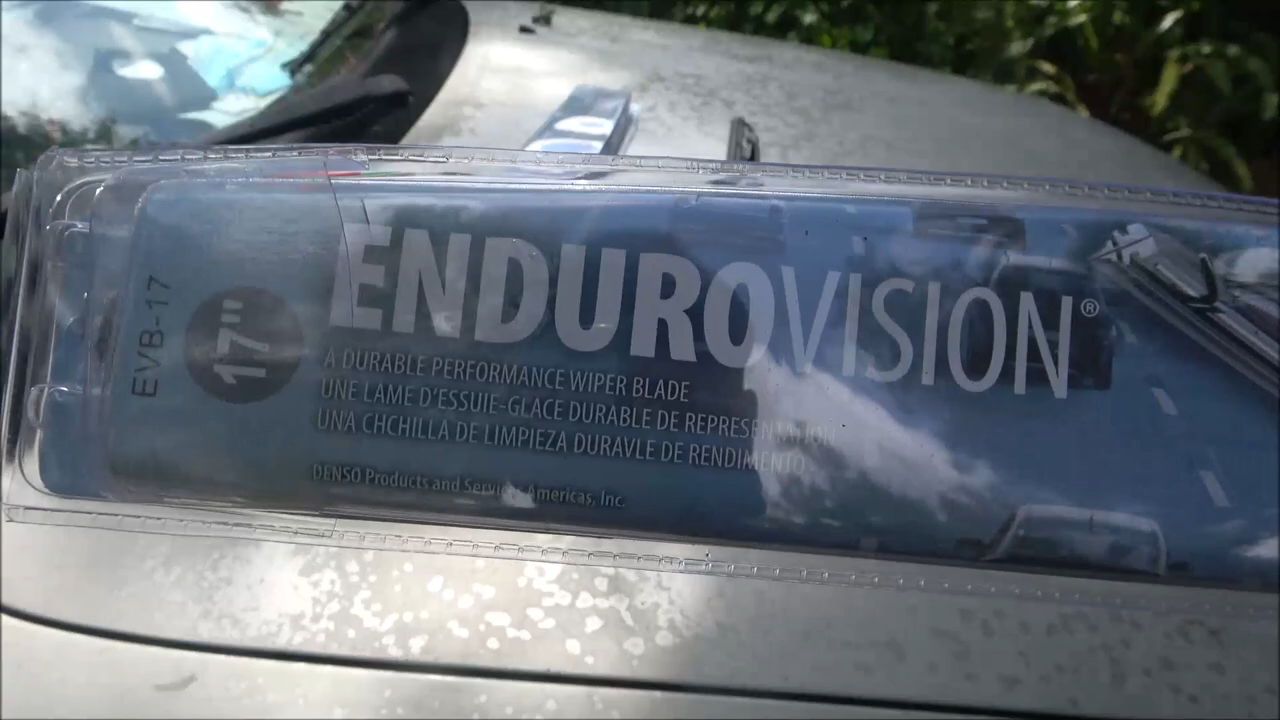 EVB-17
17"
ENDUROVISION®
A DURABLE PERFORMANCE WIPER BLADE
UNE LAME D'ESSUIE-GLACE DURABLE DE REPRESENTATION
UNA CHCHILLA DE LIMPIEZA DURAVLE DE RENDIMENTO
DENSO Products and Services Americas, Inc.